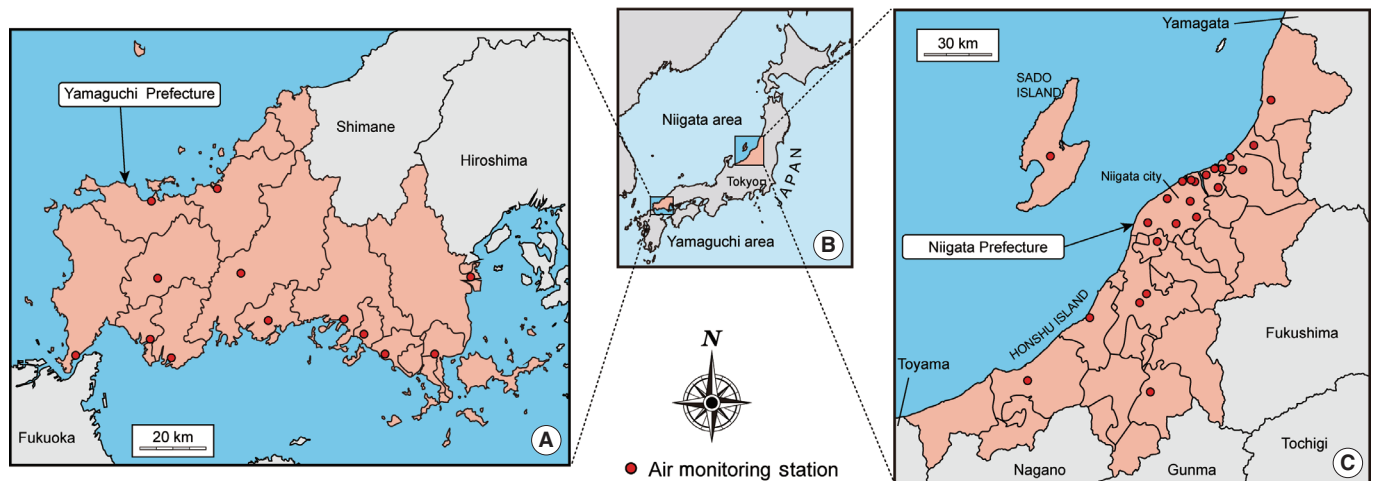 Yamaguchi Prefecture
Shimane
Hiroshima
Fukuoka
20 km
A
Niigata area
Tokyo
JAPAN
Yamaguchi area
B
N
Air monitoring station
30 km
Yamagata
SADO
ISLAND
Niigata city
Niigata Prefecture
HONSHU ISLAND
Fukushima
Toyama
Tochigi
Nagano
Gunma
C